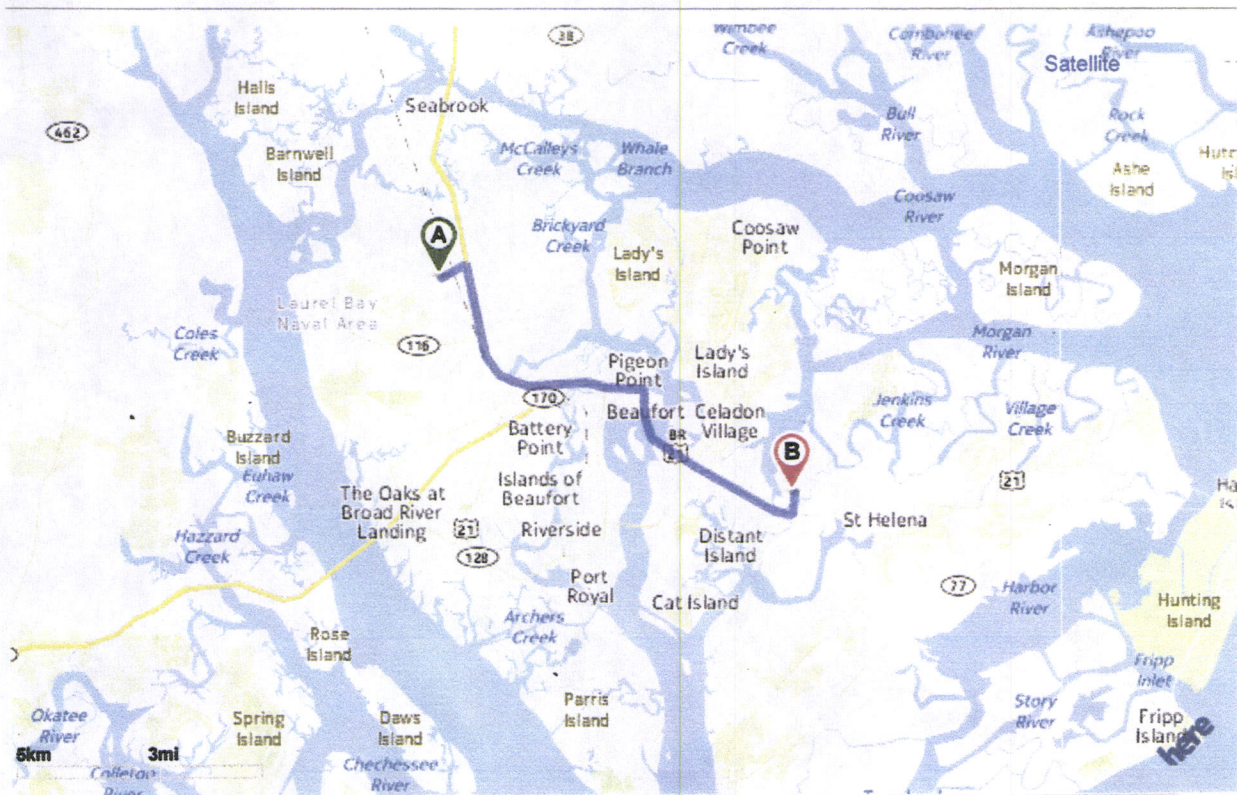 38
Wimbee
Creek
Combahee
River
Ashepoo
River
Satellite
Halls
Island
Seabrook
462
Bull
River
Rock
Creek
Barnwell
Island
McCalleys
Creek
Whale
Branch
Ashe
Island
Coosaw
River
A
Brickyard
Creek
Coosaw
Point
Lady's
Island
Morgan
Island
Laurel Bay
Naval Area
Coles
Creek
116
Morgan
River
Pigeon
Point
Lady's
Island
170
Beaufort
Celadon
Village
Jenkins
Creek
Village
Creek
Battery
Point
BR
21
B
Buzzard
Island
Euhaw
Creek
Islands of
Beaufort
21
The Oaks at
Broad River
Landing
21
Riverside
St Helena
Distant
Island
Hazzard
Creek
128
Port
Royal
Cat Island
77
Harbor
River
Hunting
Island
Archers
Creek
Rose
Island
Fripp
Inlet
Parris
Island
Story
River
Fripp
Island
Okatee
River
Spring
Island
Daws
Island
here
5km
3mi
Colleton
River
Chechessee
River